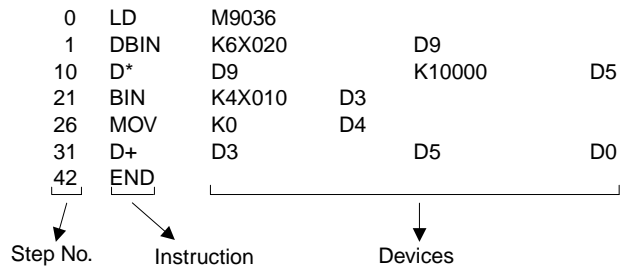 0 LD M9036
1 DBIN K6X020 D9
10 D* D9 K10000 D5
21 BIN K4X010 D3
26 MOV K0 D4
31 D+ D3 D5 D0
42 END
Step No. Instruction Devices